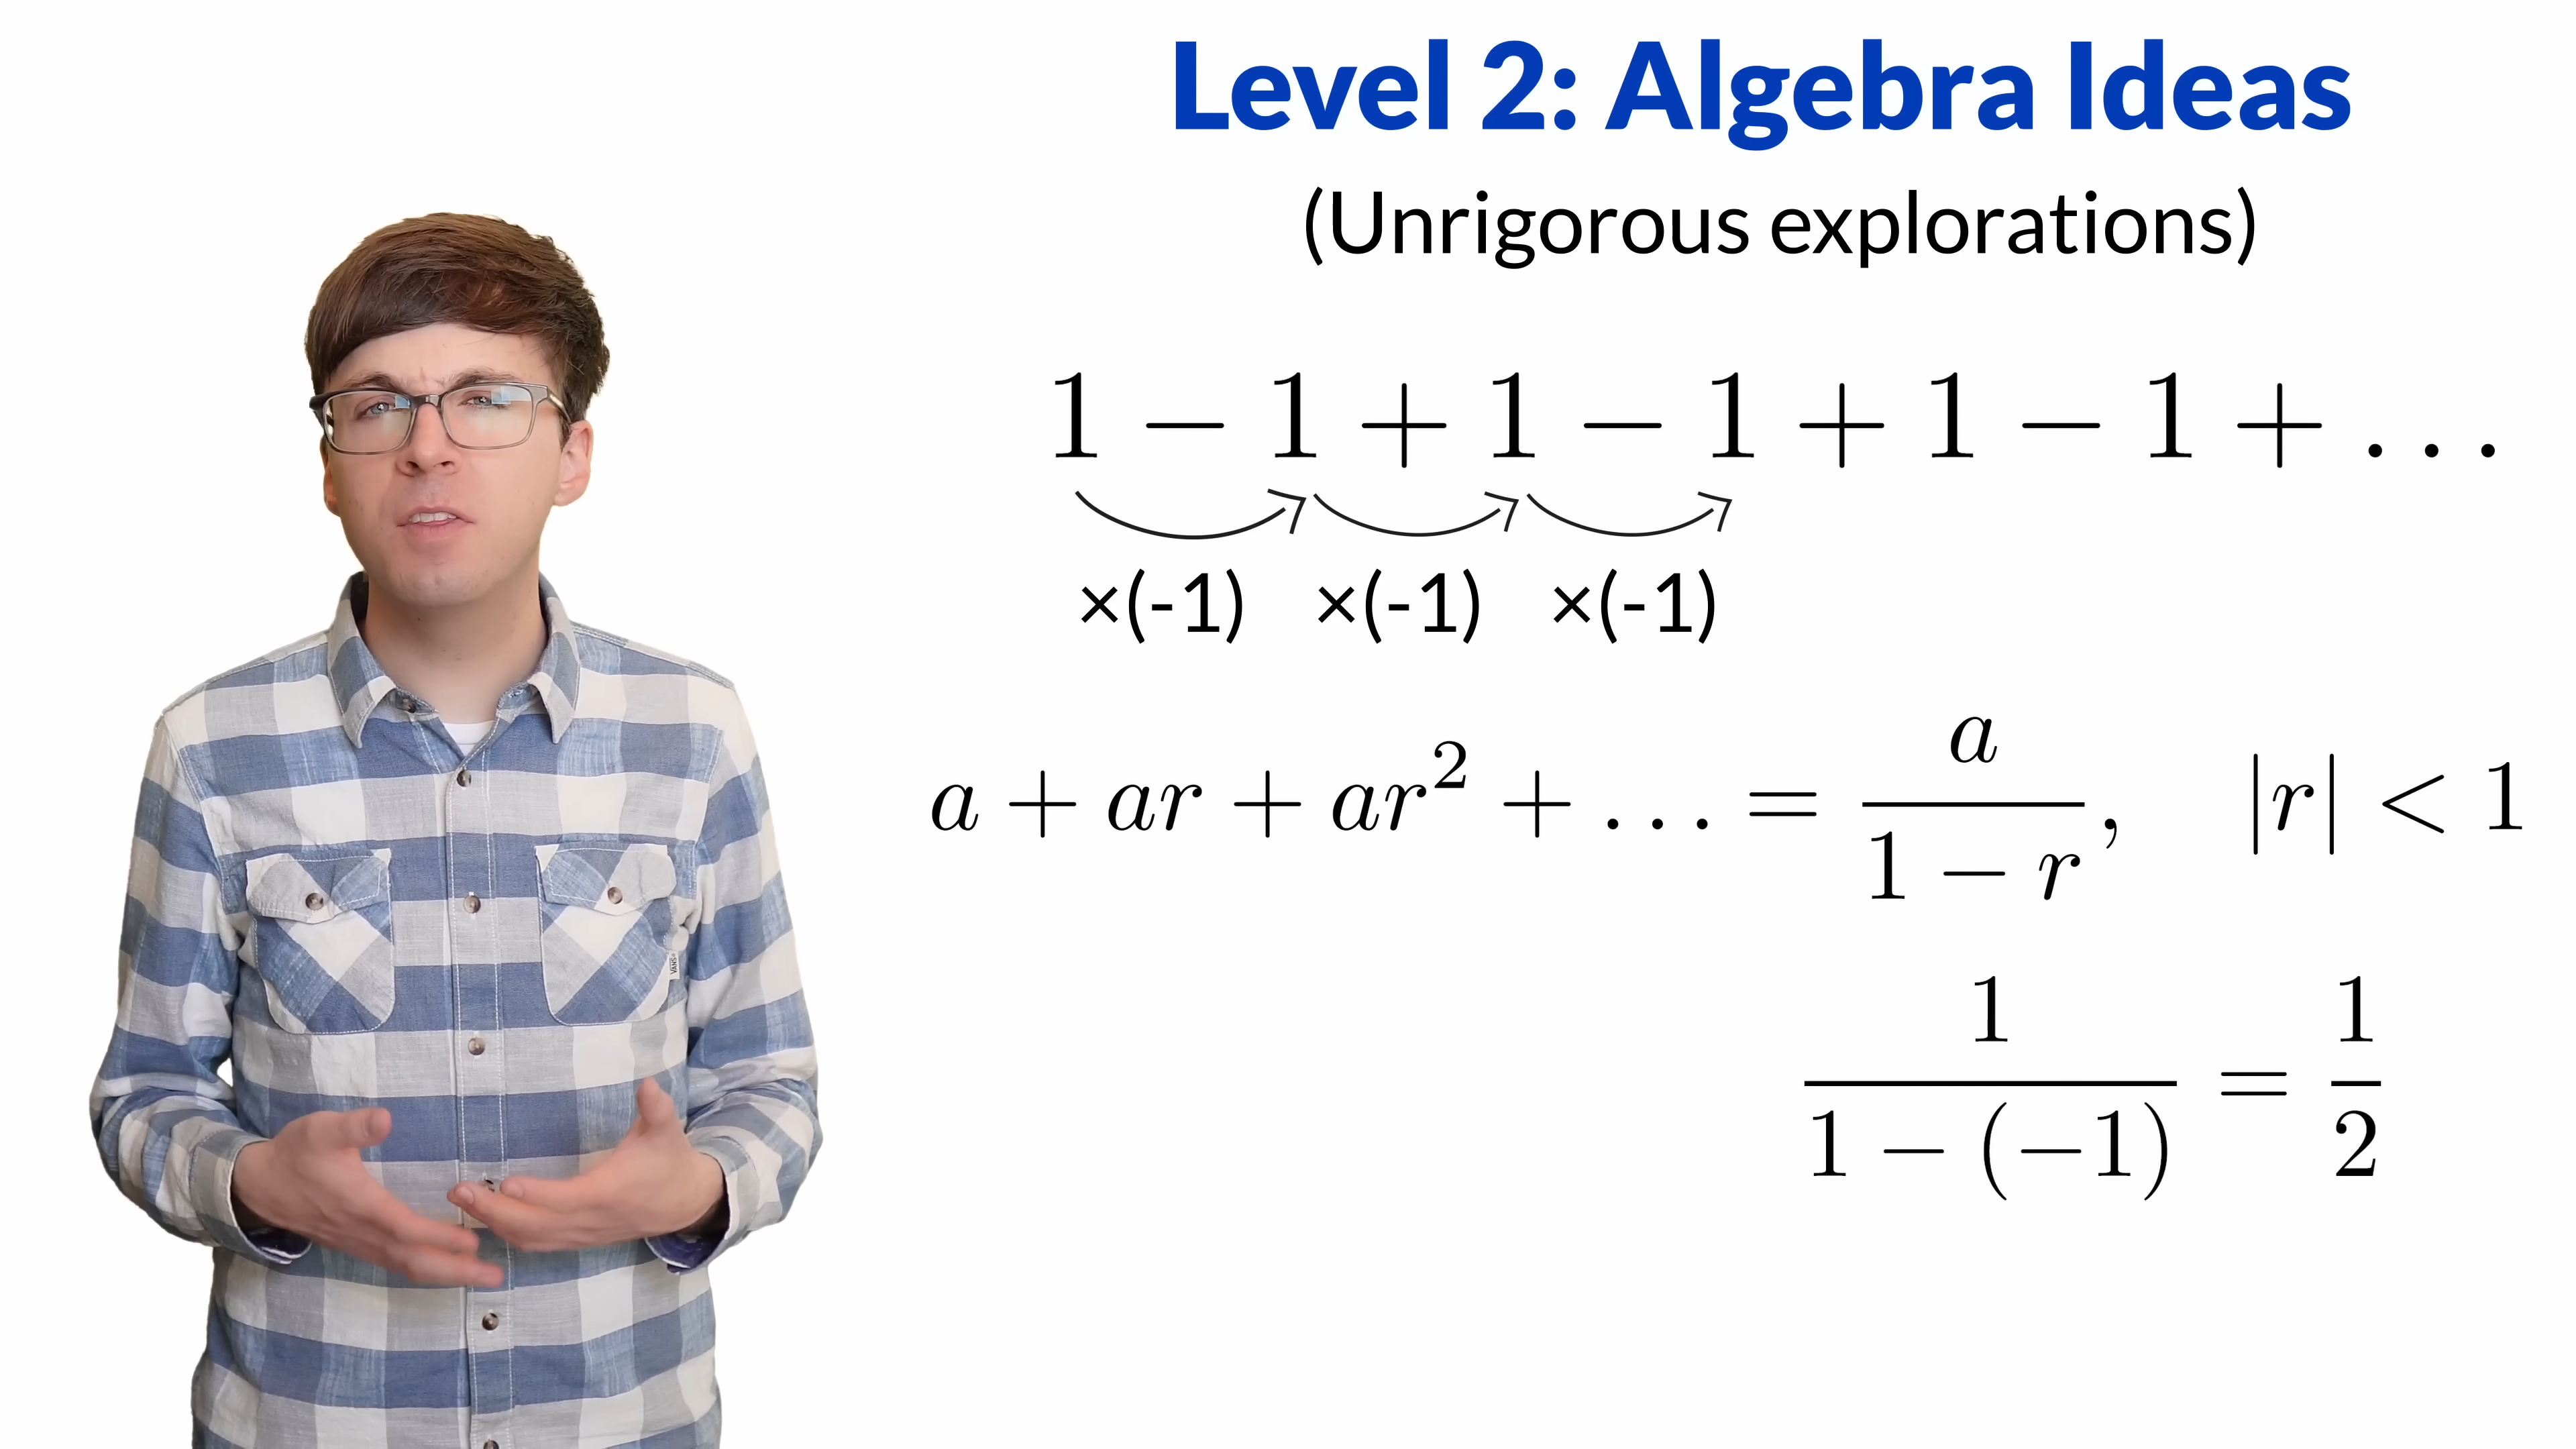 Level 2: Algebra Ideas
(Unrigorous explorations)
1 − 1 + 1 − 1 + 1 − 1 + . . .
×(-1) ×(-1) ×(-1)
a + ar + ar² + . . . = a/(1 − r), |r| < 1
1/(1 − (−1)) = 1/2
VANS